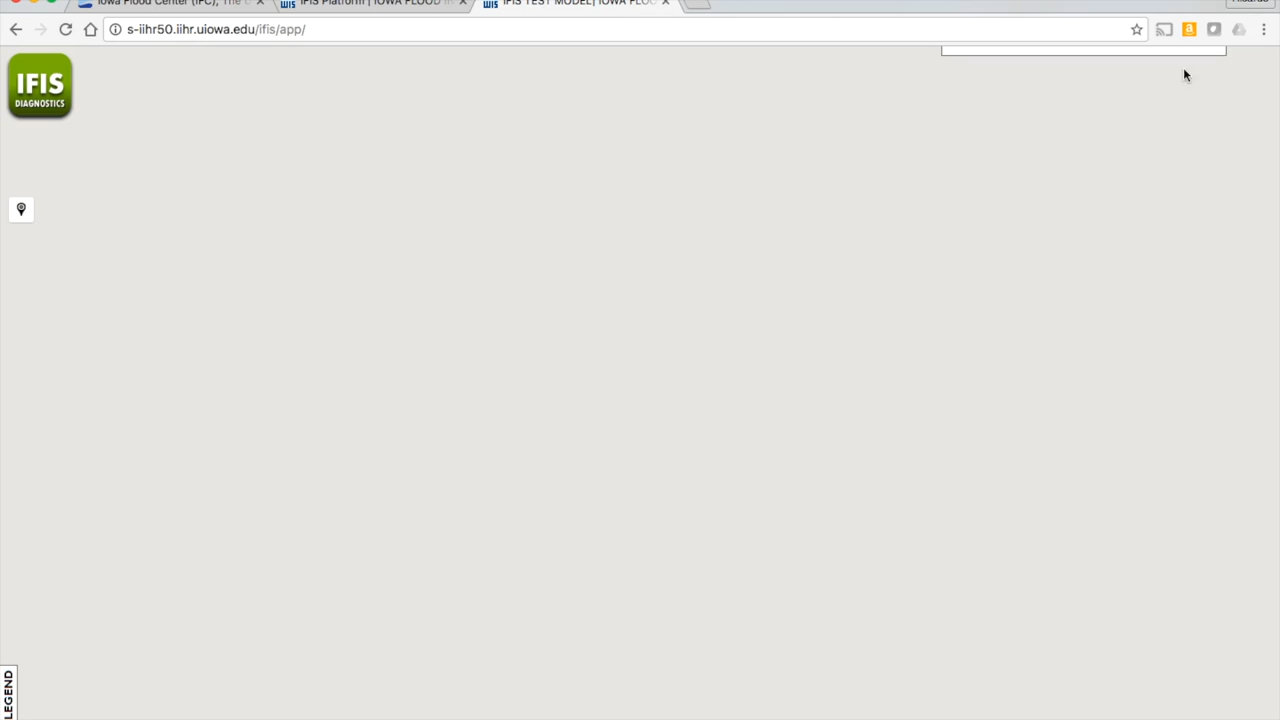 Iowa Flood Center (IFC), The U
IFIS Platform | IOWA FLOOD
IFIS TEST MODEL| IOWA FLOO
s-iihr50.iihr.uiowa.edu/ifis/app/
IFIS
DIAGNOSTICS
LEGEND